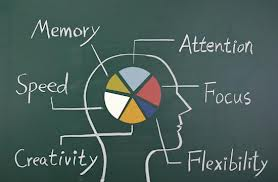 Memory
Attention
Speed
Focus
Creativity
Flexibility